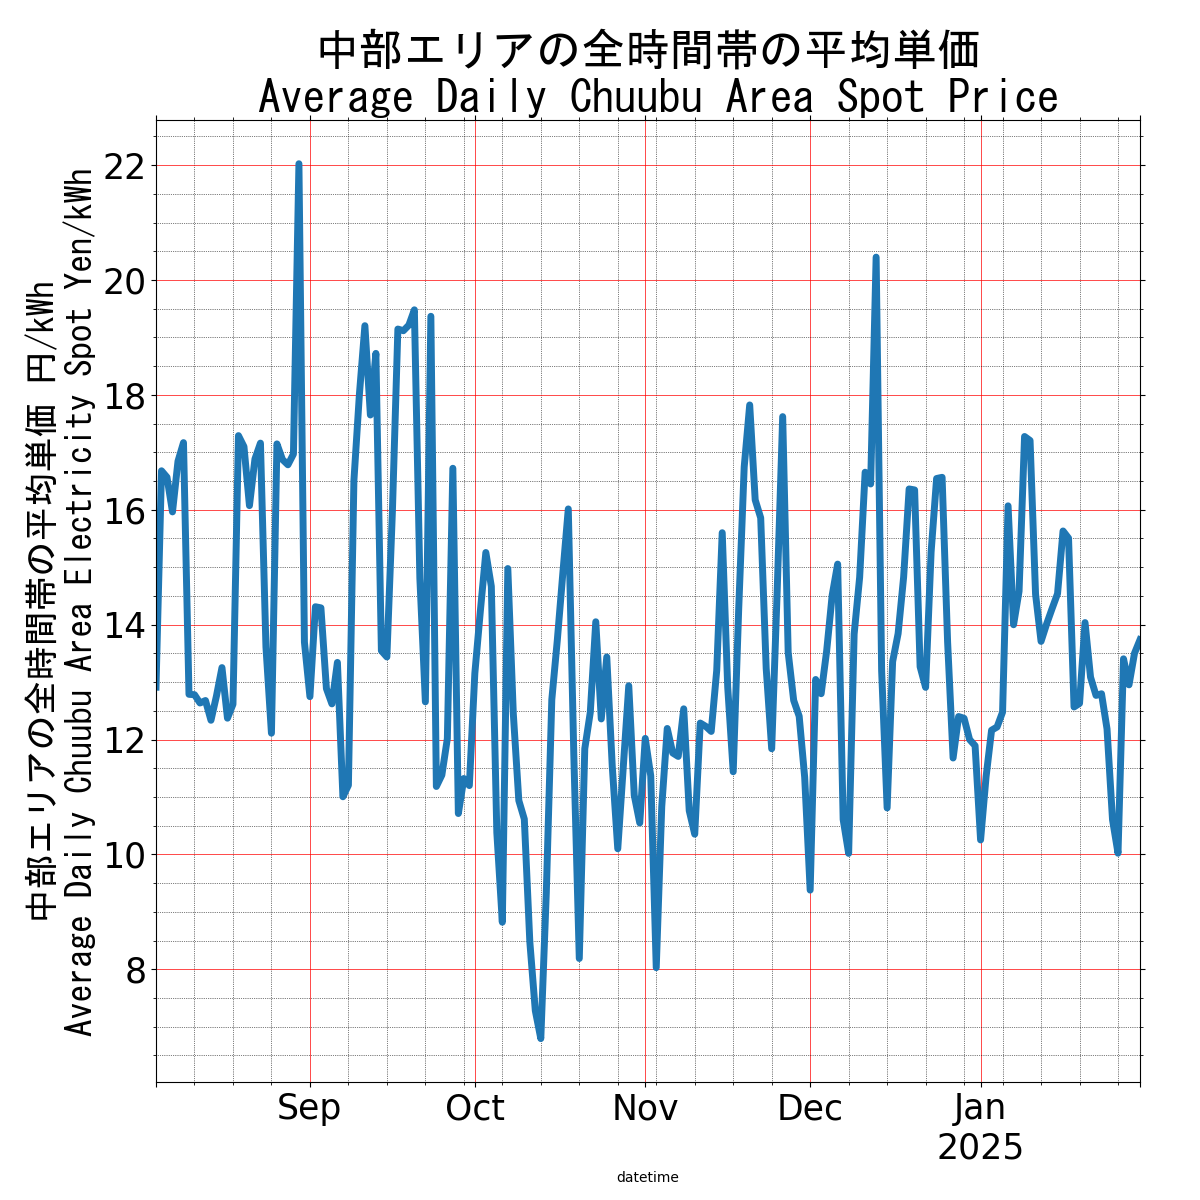 中部エリアの全時間帯の平均単価
Average Daily Chuubu Area Spot Price
中部エリアの全時間帯の平均単価 円/kWh
Average Daily Chuubu Area Electricity Spot Yen/kWh
22
20
18
16
14
12
10
8
Sep
Oct
Nov
Dec
Jan
2025
datetime